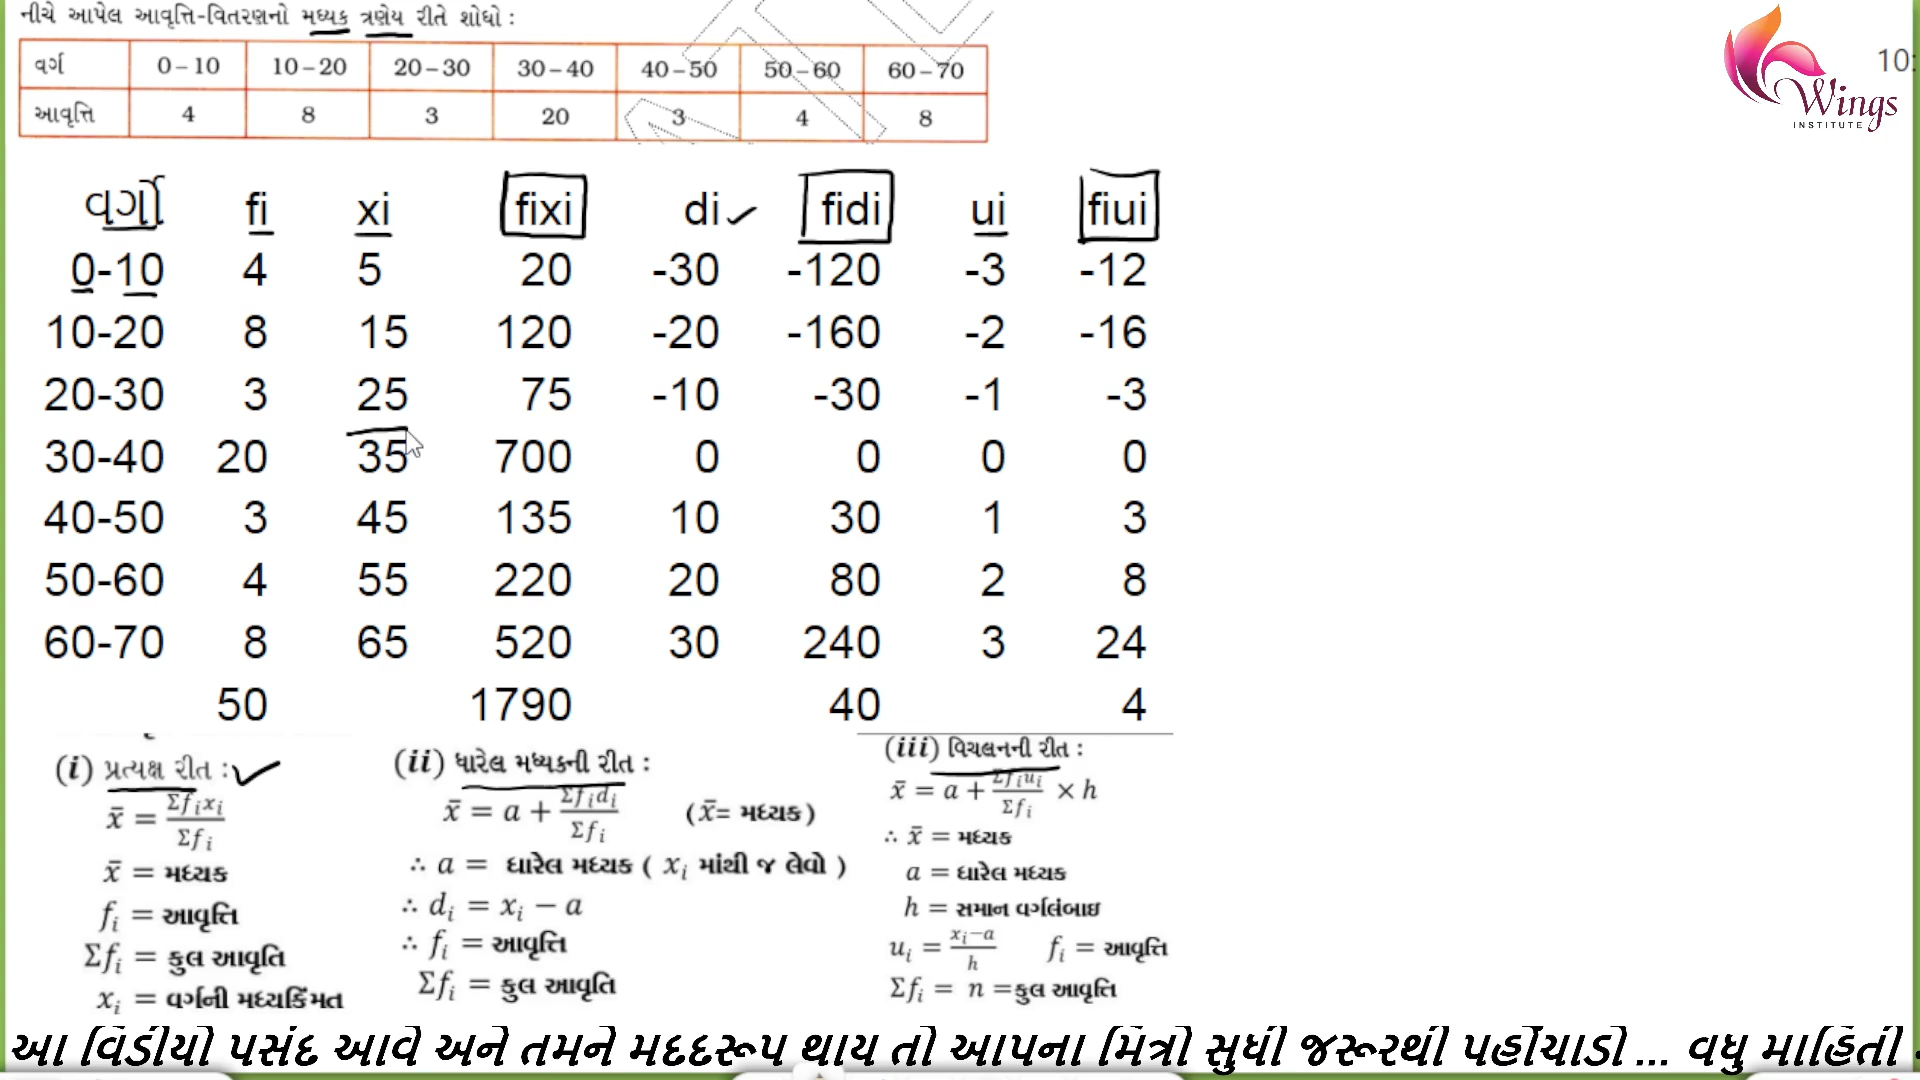 નીચે આપેલ આવૃત્તિ-વિતરણનો મધ્યક ત્રણેય રીતે શોધો :
વર્ગ 0 – 10 10 – 20 20 – 30 30 – 40 40 – 50 50 – 60 60 – 70
આવૃત્તિ 4 8 3 20 3 4 8
Wings
INSTITUTE
10:
વર્ગો fi xi fixi di fidi ui fiui
0-10 4 5 20 -30 -120 -3 -12
10-20 8 15 120 -20 -160 -2 -16
20-30 3 25 75 -10 -30 -1 -3
30-40 20 35 700 0 0 0 0
40-50 3 45 135 10 30 1 3
50-60 4 55 220 20 80 2 8
60-70 8 65 520 30 240 3 24
50 1790 40 4
(i) પ્રત્યક્ષ રીત :
x̄ = Σfᵢxᵢ / Σfᵢ
x̄ = મધ્યક
fᵢ = આવૃત્તિ
Σfᵢ = કુલ આવૃતિ
xᵢ = વર્ગની મધ્યકિંમત
(ii) ધારેલ મધ્યકની રીત :
x̄ = a + Σfᵢdᵢ / Σfᵢ (x̄= મધ્યક)
∴ a = ધારેલ મધ્યક ( xᵢ માંથી જ લેવો )
∴ dᵢ = xᵢ − a
∴ fᵢ = આવૃત્તિ
Σfᵢ = કુલ આવૃતિ
(iii) વિચલનની રીત :
x̄ = a + Σfᵢuᵢ / Σfᵢ × h
∴ x̄ = મધ્યક
a = ધારેલ મધ્યક
h = સમાન વર્ગલંબાઇ
uᵢ = xᵢ−a / h fᵢ = આવૃત્તિ
Σfᵢ = n =કુલ આવૃત્તિ
આ વિડીયો પસંદ આવે અને તમને મદદરૂપ થાય તો આપના મિત્રો સુધી જરૂરથી પહોંચાડો ... વધુ માહિતી